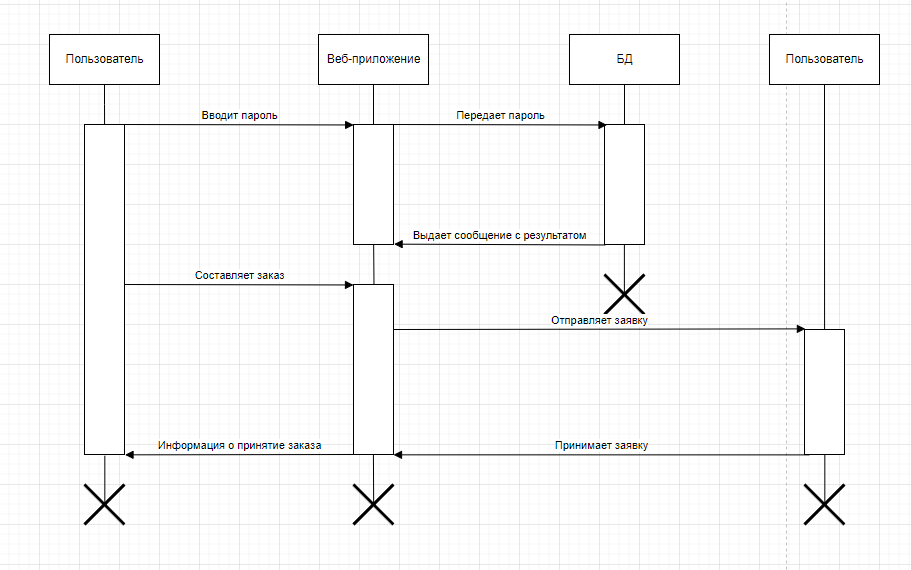 Пользователь
Веб-приложение
БД
Пользователь
Вводит пароль
Передает пароль
Выдает сообщение с результатом
Составляет заказ
Отправляет заявку
Информация о принятие заказа
Принимает заявку